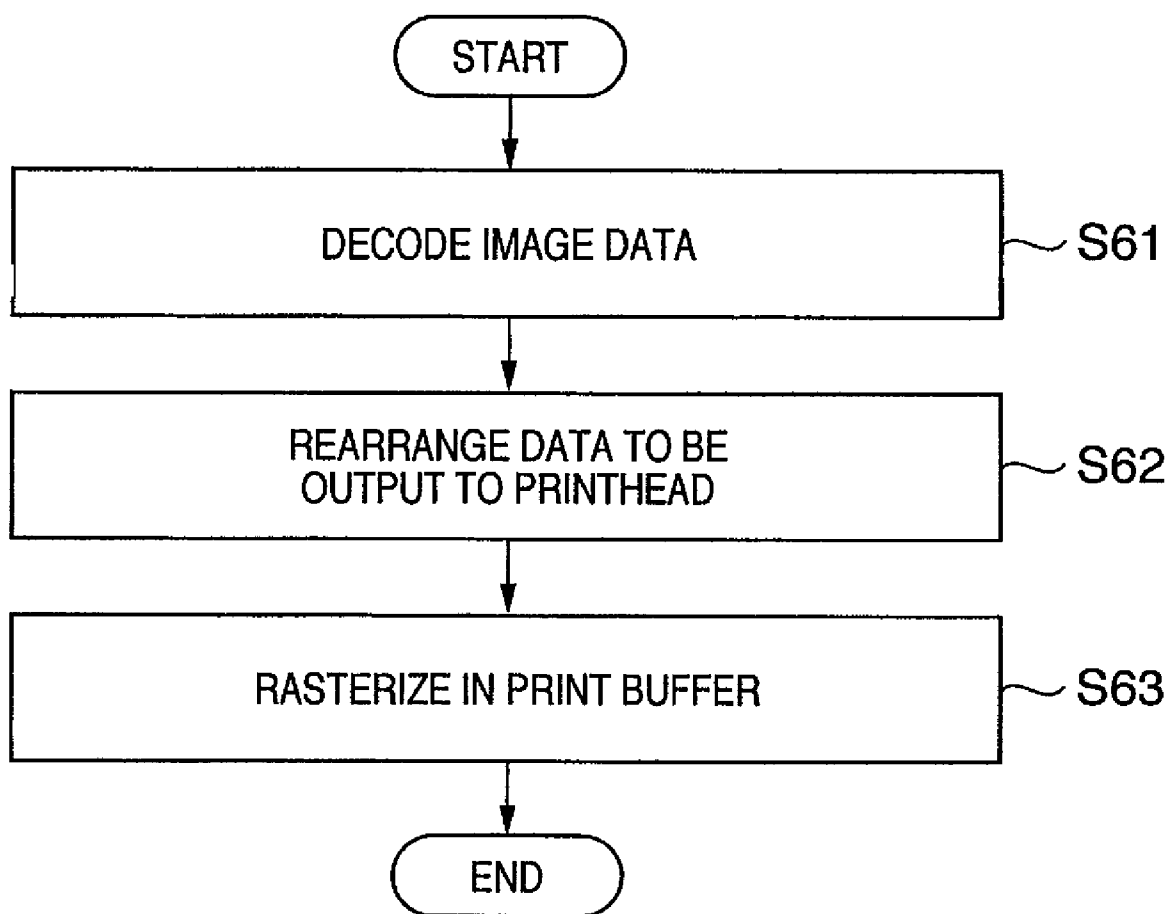 START
DECODE IMAGE DATA
S61
REARRANGE DATA TO BE
OUTPUT TO PRINTHEAD
S62
RASTERIZE IN PRINT BUFFER
S63
END